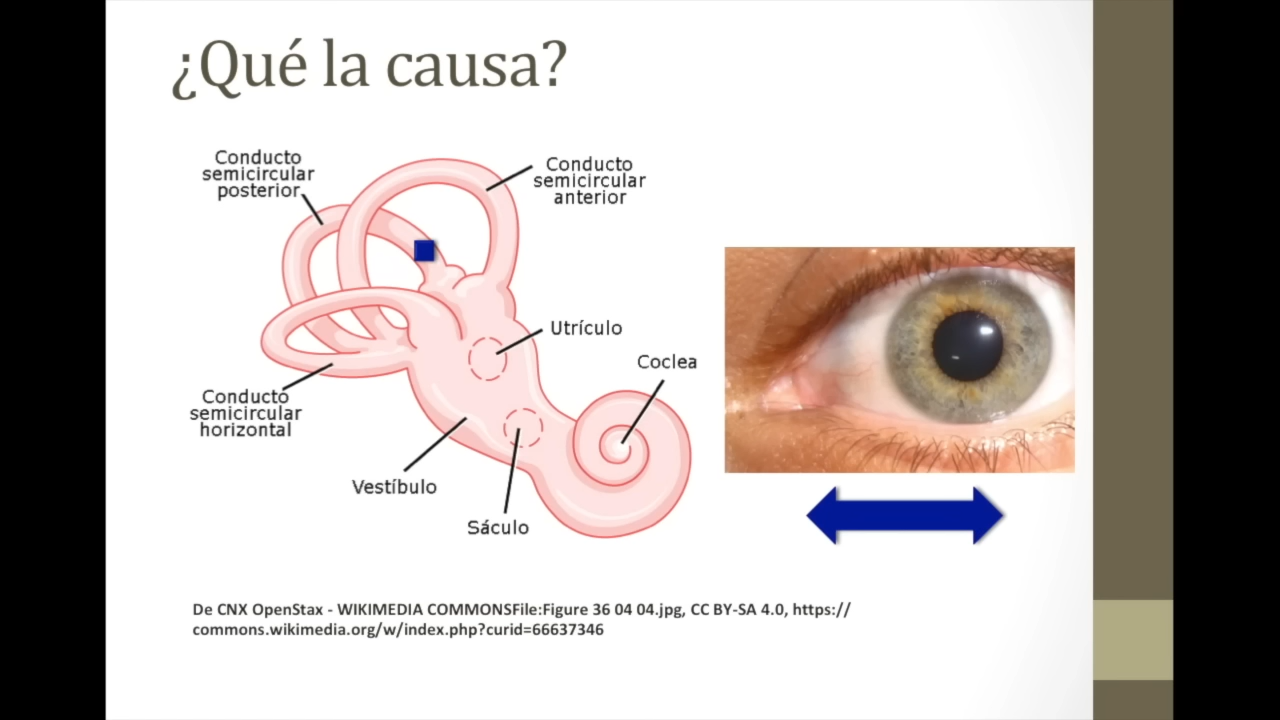 ¿Qué la causa?
Conducto
semicircular
posterior
Conducto
semicircular
anterior
Utrículo
Coclea
Conducto
semicircular
horizontal
Vestíbulo
Sáculo
De CNX OpenStax - WIKIMEDIA COMMONSFile:Figure 36 04 04.jpg, CC BY-SA 4.0, https://
commons.wikimedia.org/w/index.php?curid=66637346